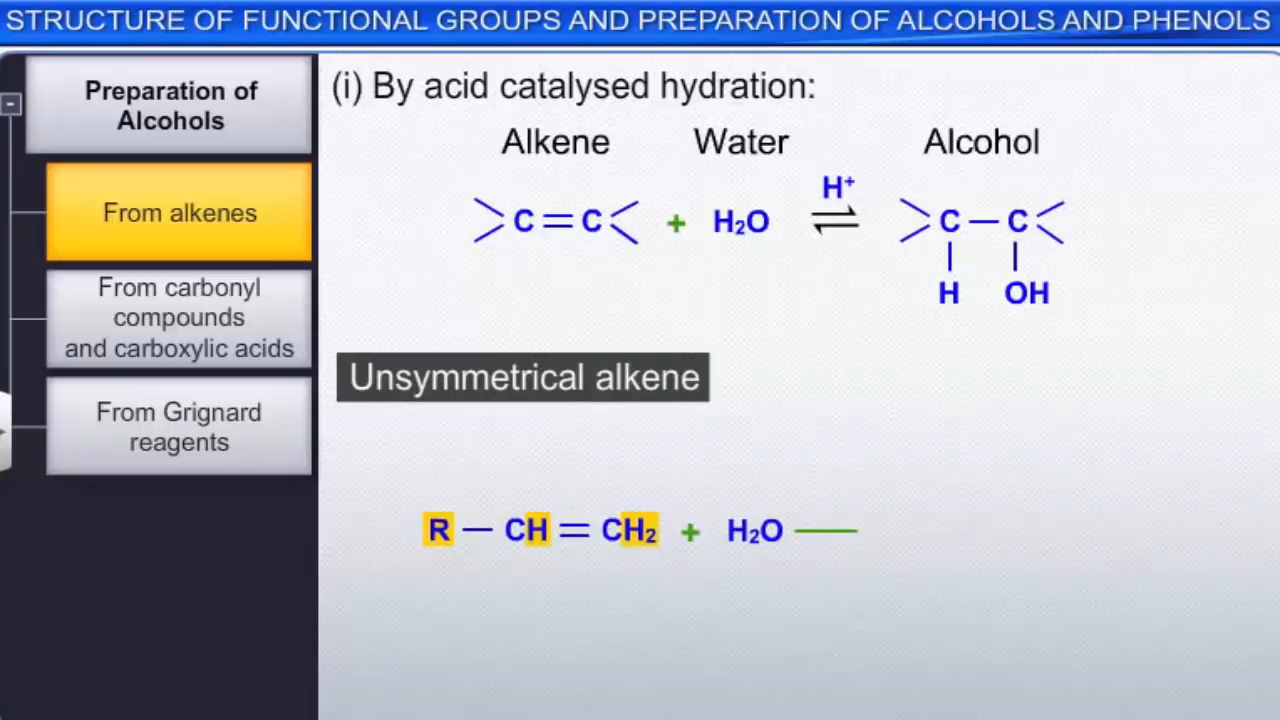 STRUCTURE OF FUNCTIONAL GROUPS AND PREPARATION OF ALCOHOLS AND PHENOLS
Preparation of
Alcohols
From alkenes
From carbonyl
compounds
and carboxylic acids
From Grignard
reagents
(i) By acid catalysed hydration:
Alkene Water Alcohol
C = C + H₂O H⁺ ⇌ C — C
H OH
Unsymmetrical alkene
R — CH = CH₂ + H₂O —